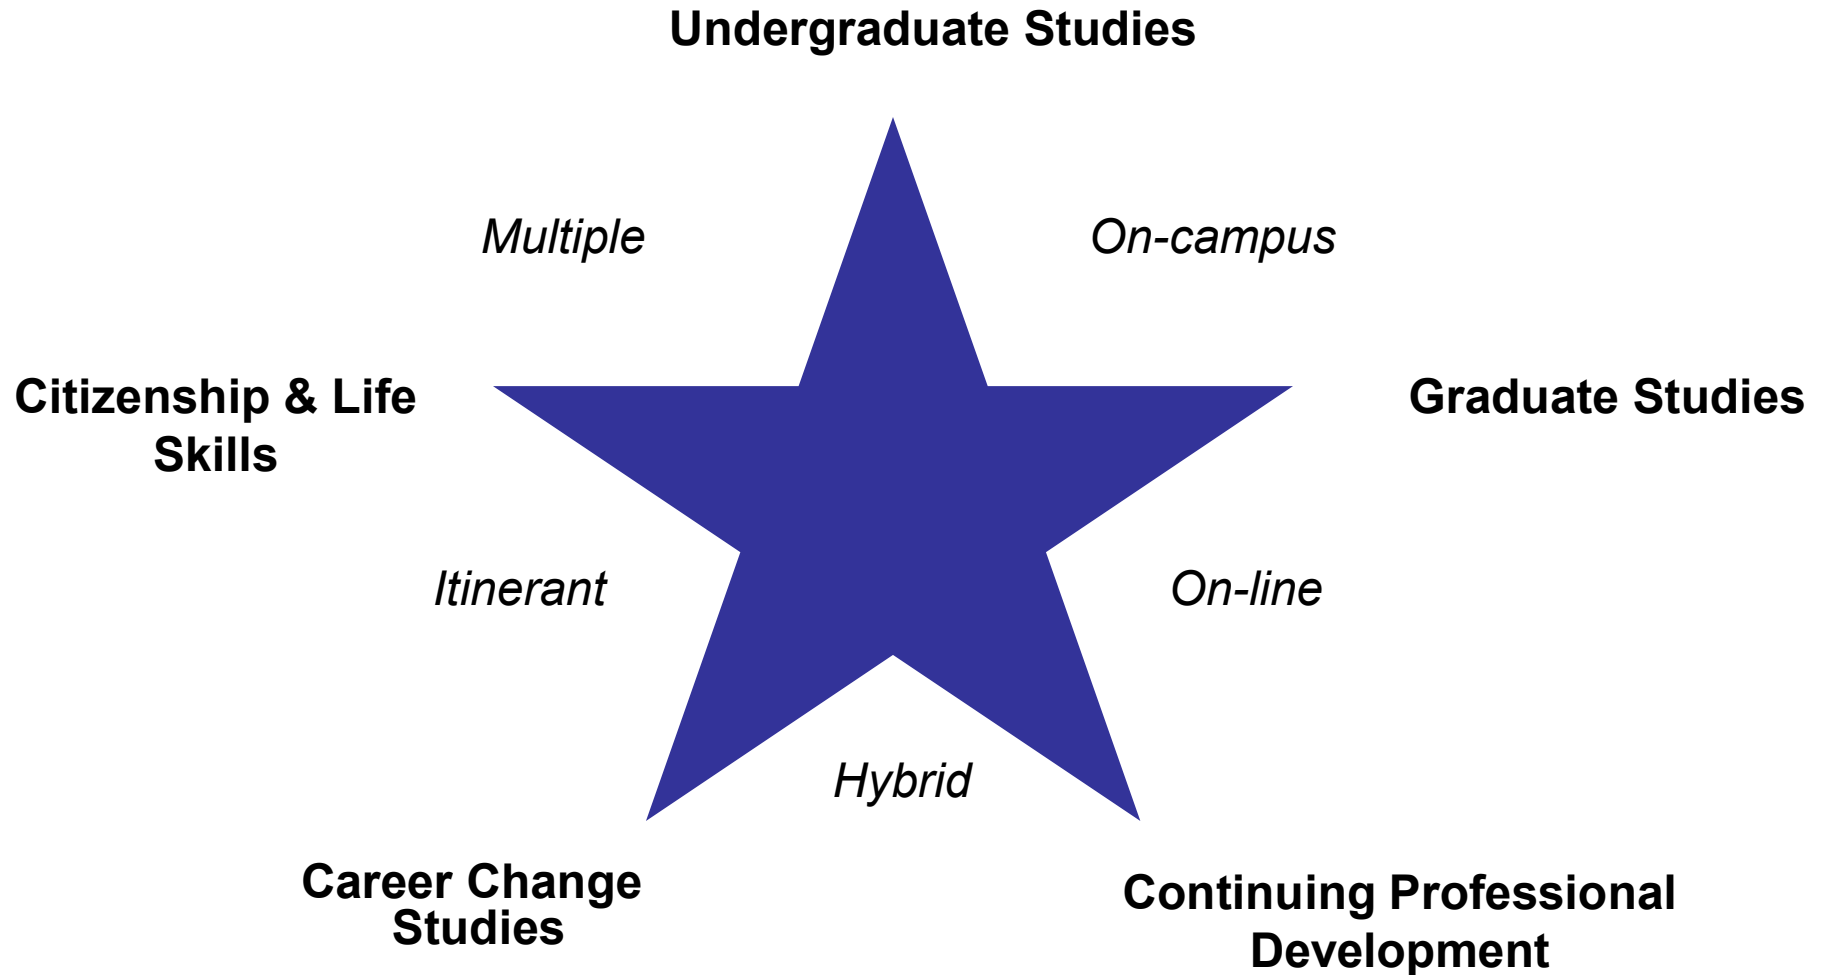 Undergraduate Studies
Multiple
On-campus
Citizenship & Life
Skills
Graduate Studies
Itinerant
On-line
Hybrid
Career Change
Studies
Continuing Professional
Development